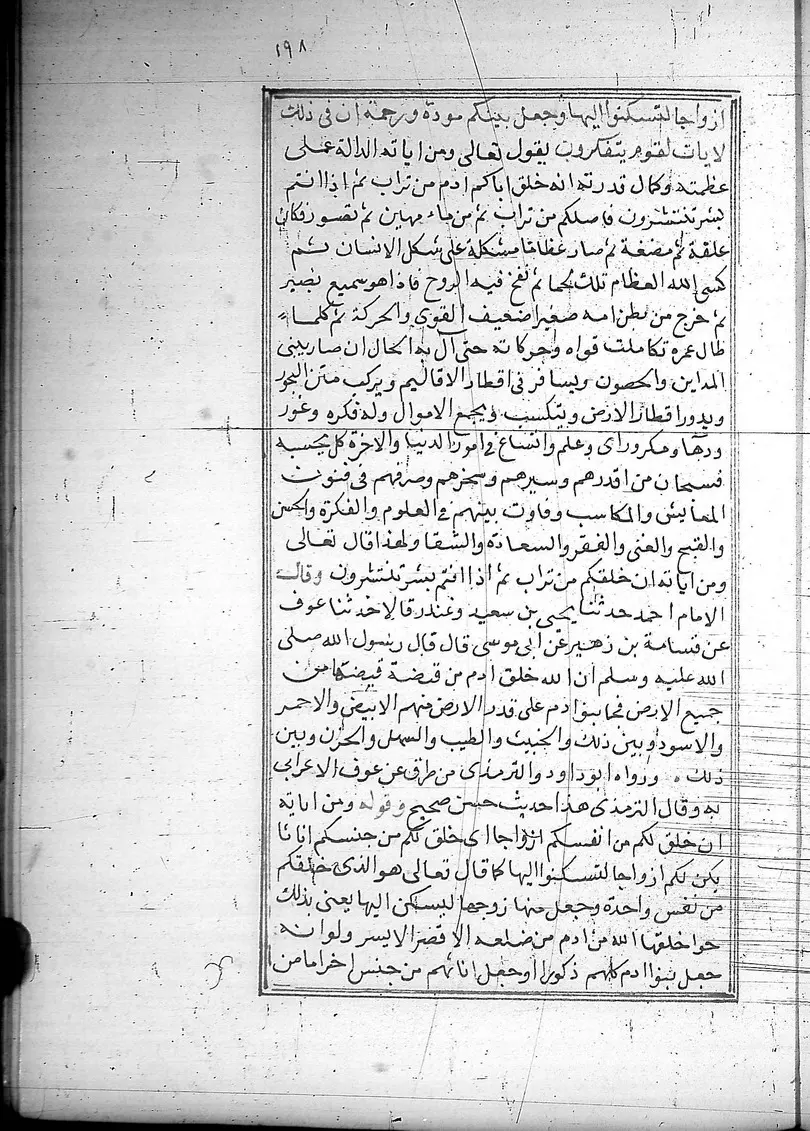 ١٩٨
ازواجا لتسكنوا اليها وجعل بينكم مودة ورحمة ان في ذلك
لايات لقوم يتفكرون يقول تعالى ومن اياته الدالة على
عظمته وكمال قدرته انه خلق اباكم ادم من تراب ثم اذا انتم
بشر تنتشرون فاصلكم من تراب ثم من ماء مهين ثم تصور فكان
علقة ثم مضغة ثم صار عظاما مشكلة على شكل الانسان ثم
كسى الله العظام تلك لحما ثم نفخ فيه الروح فاذا هو سميع بصير
ثم خرج من بطن امه صغيرا ضعيف القوى والحركة ثم كلما
طال عمره تكاملت قواه وحركاته حتى آل به الحال ان صار يبنى
المداين والحصون ويسافر في اقطار الاقاليم ويركب متن البحور
ويدور اقطار الارض ويتكسب ويجمع الاموال وله فكره وغور
ودها ومكر وراى وعلم واتساع في امور الدنيا والاخرة كل بحسبه
فسبحان من اقدرهم وسيرهم وسخرهم وصرفهم في فنون
المعايش والمكاسب وفاوت بينهم في العلوم والفكرة والحسن
والقبح والغنى والفقر والسعادة والشقا ولهذا قال تعالى
ومن اياته ان خلقكم من تراب ثم اذا انتم بشر تنتشرون وقال
الامام احمد حدثنا يحيى بن سعيد وغندر قالا حدثنا عوف
عن قسامة بن زهير عن ابى موسى قال قال رسول الله صلى
الله عليه وسلم ان الله خلق ادم من قبضة قبضها من
جميع الارض فجا بنوا ادم على قدر الارض منهم الابيض والاحمر
والاسود وبين ذلك والخبيث والطيب والسهل والحزن وبين
ذلك ورواه ابو داود والترمذى من طرق عن عوف الاعرابى
به وقال الترمذى هذا حديث حسن صحيح وقوله ومن اياته
ان خلق لكم من انفسكم ازواجا اى خلق لكم من جنسكم اناثا
يكن لكم ازواجا لتسكنوا اليها كما قال تعالى هو الذى خلقكم
من نفس واحدة وجعل منها زوجها ليسكن اليها يعنى بذلك
حوا خلقها الله من ادم من ضلعه الاقصر الايسر ولو انه
جعل بنوا ادم كلهم ذكورا وجعل اناثهم من جنس اخر اما من